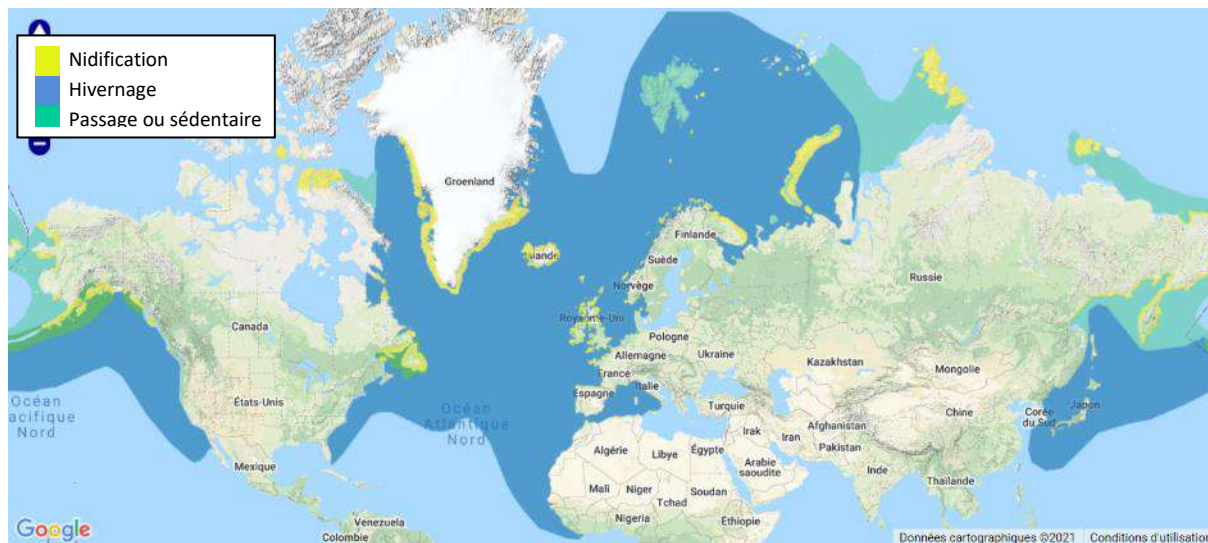 Nidification
Hivernage
Passage ou sédentaire
Groenland
Islande
Finlande
Suède
Norvège
Russie
Royaume-Uni
Canada
Pologne
Allemagne
Ukraine
Kazakhstan
France
Mongolie
Italie
Espagne
États-Unis
Océan
Atlantique
Nord
Océan
acifique
Nord
Turquie
Chine
Corée
du Sud
Japon
Afghanistan
Irak
Iran
Pakistan
Algérie
Libye
Égypte
Arabie
saoudite
Mexique
Inde
Mali
Niger
Soudan
Tchad
Thaïlande
Venezuela
Nigeria
Éthiopie
Colombie
Google
Données cartographiques ©2021
Conditions d'utilisation